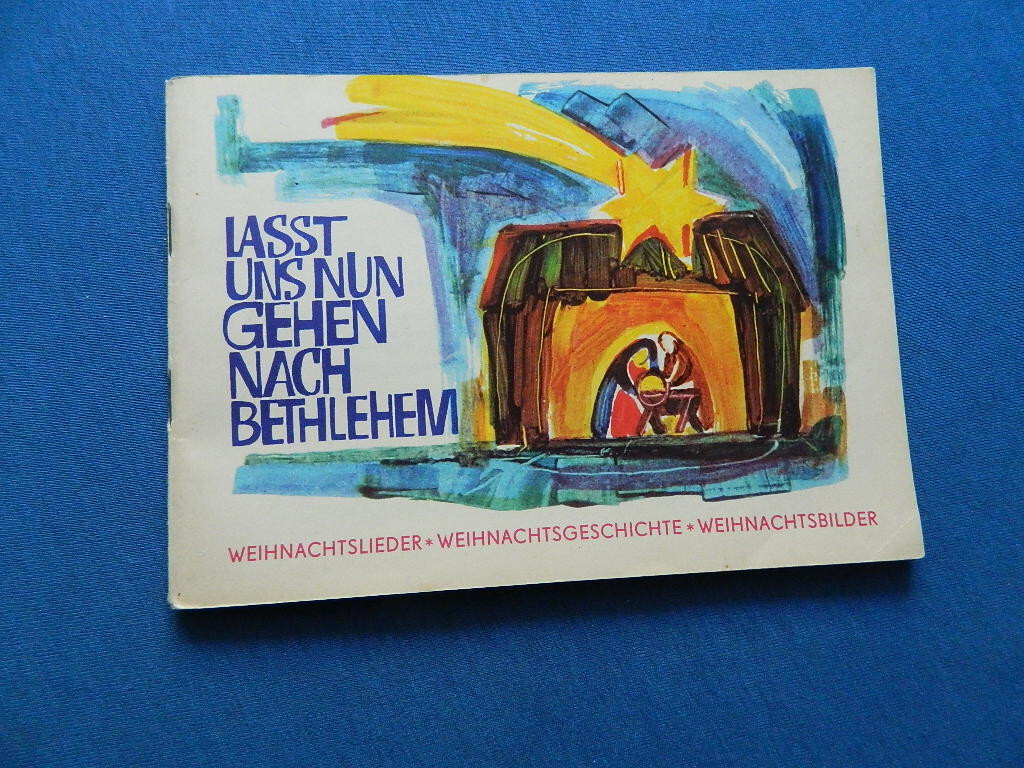 LASST
UNS NUN
GEHEN
NACH
BETHLEHEM
WEIHNACHTSLIEDER*WEIHNACHTSGESCHICHTE*WEIHNACHTSBILDER